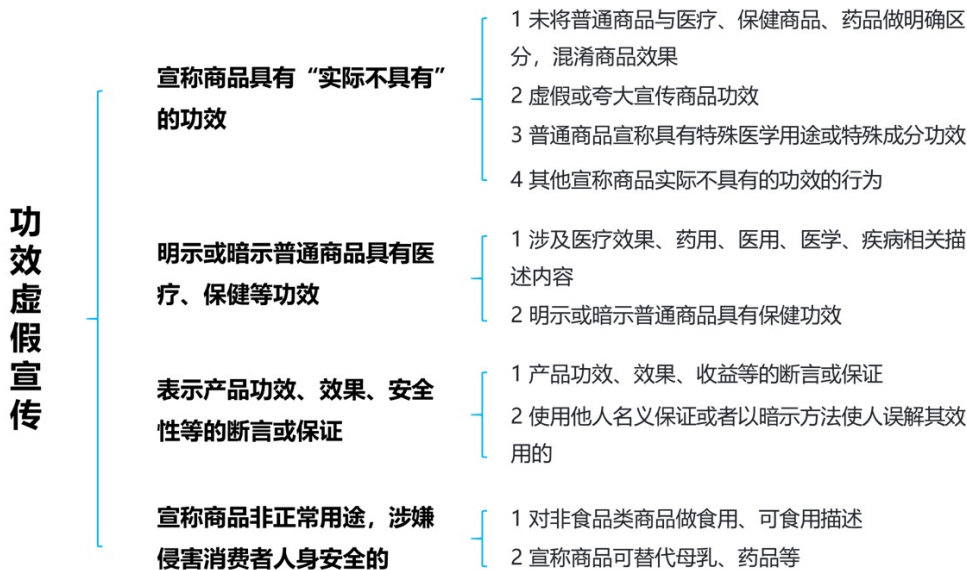 功效虚假宣传
宣称商品具有“实际不具有”
的功效
1 未将普通商品与医疗、保健商品、药品做明确区
分，混淆商品效果
2 虚假或夸大宣传商品功效
3 普通商品宣称具有特殊医学用途或特殊成分功效
4 其他宣称商品实际不具有的功效的行为
明示或暗示普通商品具有医
疗、保健等功效
1 涉及医疗效果、药用、医用、医学、疾病相关描
述内容
2 明示或暗示普通商品具有保健功效
表示产品功效、效果、安全
性等的断言或保证
1 产品功效、效果、收益等的断言或保证
2 使用他人名义保证或者以暗示方法使人误解其效
用的
宣称商品非正常用途，涉嫌
侵害消费者人身安全的
1 对非食品类商品做食用、可食用描述
2 宣称商品可替代母乳、药品等